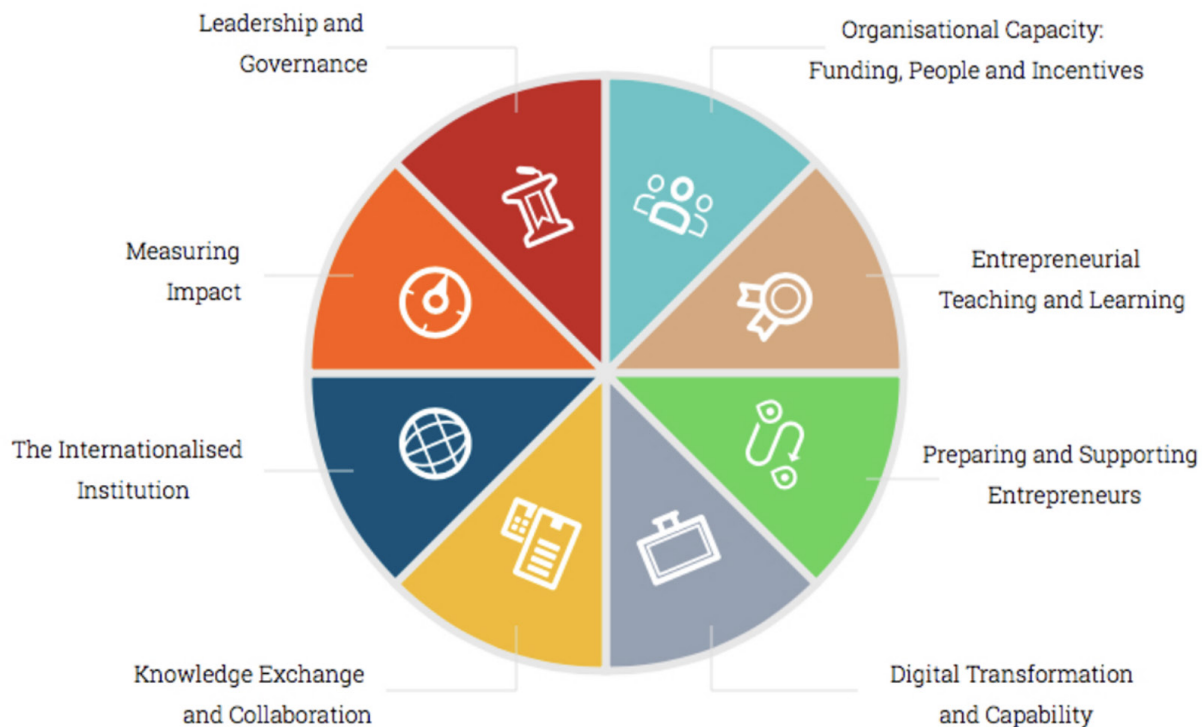 Leadership and
Governance
Organisational Capacity:
Funding, People and Incentives
Measuring
Impact
Entrepreneurial
Teaching and Learning
The Internationalised
Institution
Preparing and Supporting
Entrepreneurs
Knowledge Exchange
and Collaboration
Digital Transformation
and Capability